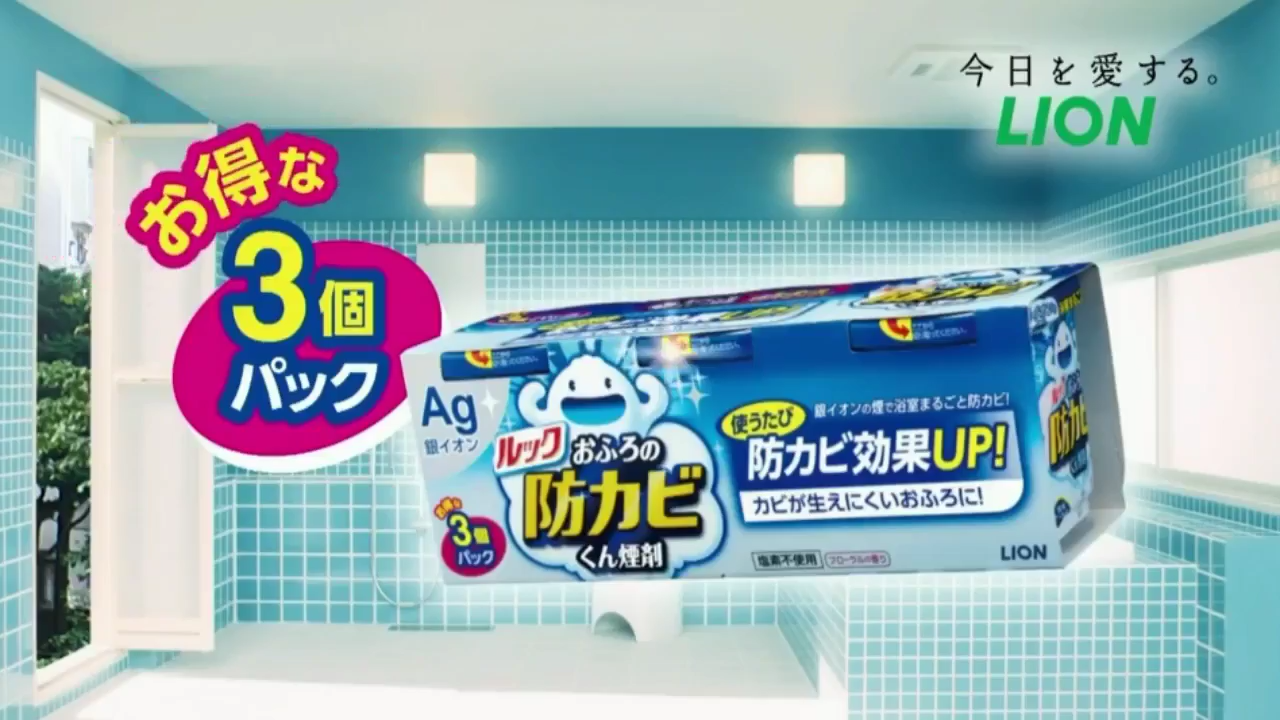 今日を愛する。
LION
お得な
3個
パック
Ag
銀イオン
ルック
おふろの
防カビ
くん煙剤
お得な
3個
パック
使うたび
銀イオンの煙で浴室まるごと防カビ!
防カビ効果UP!
カビが生えにくいおふろに!
塩素不使用
フローラルの香り
LION
防カビ